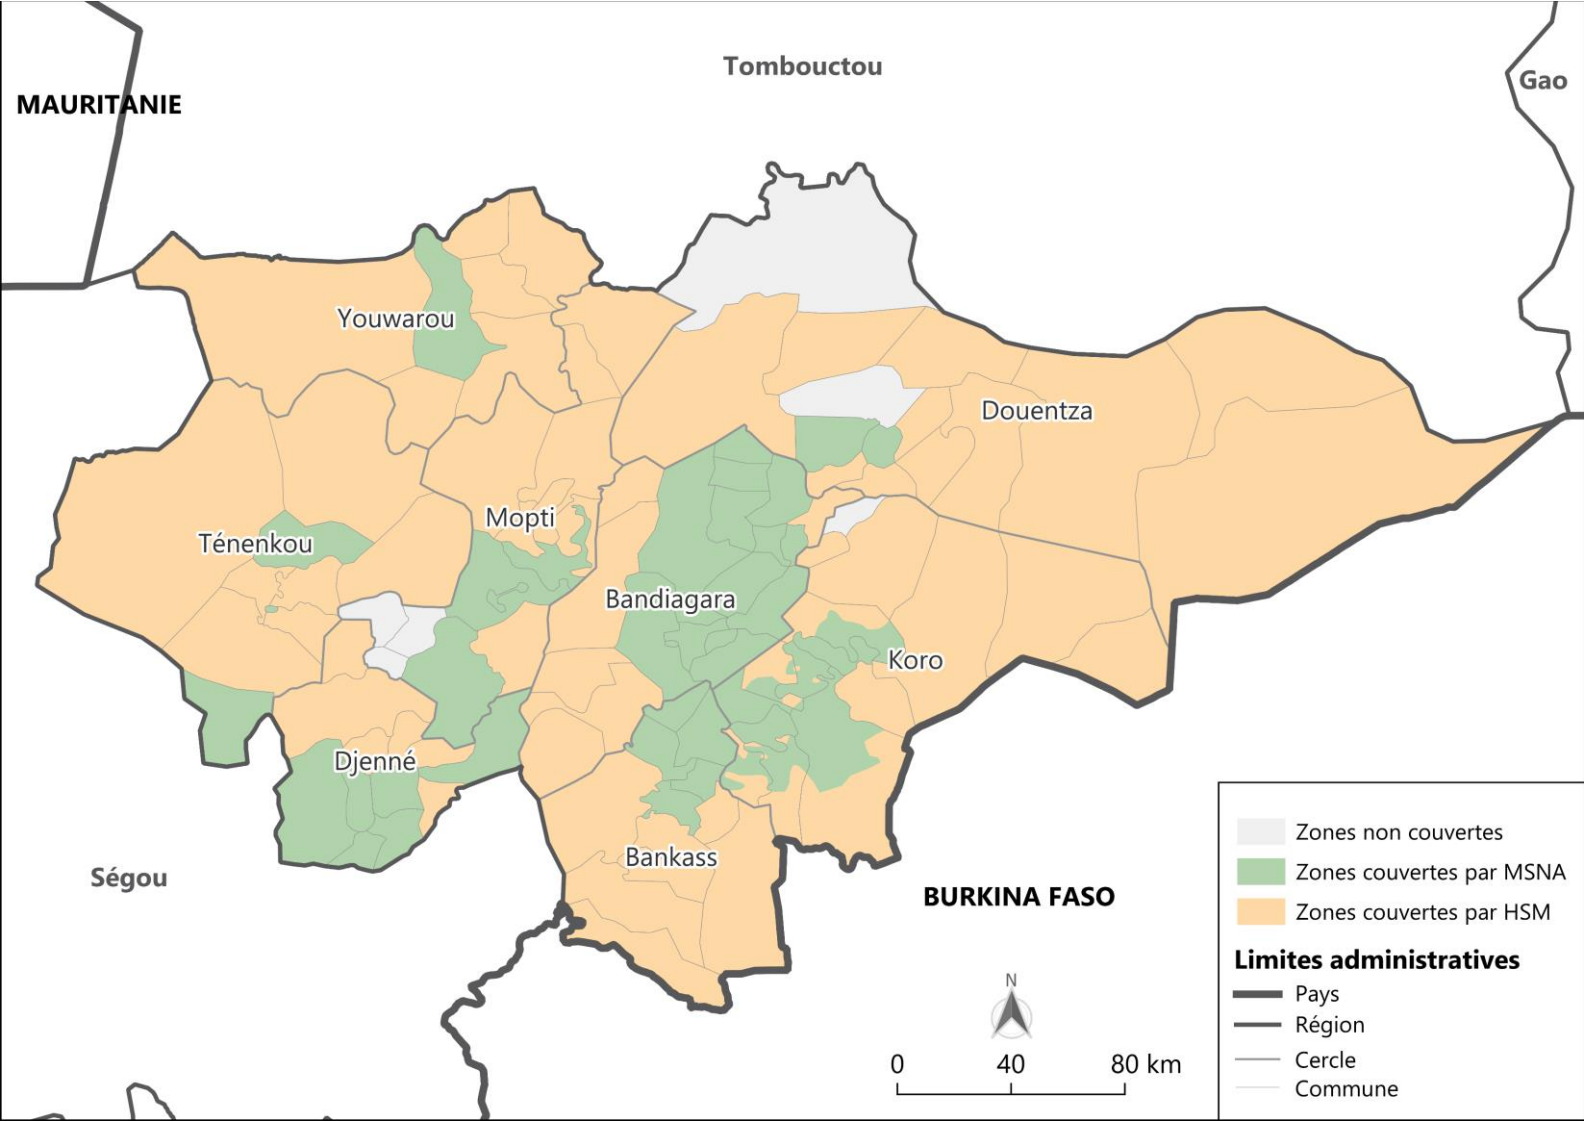 Tombouctou
Gao
MAURITANIE
Youwarou
Douentza
Mopti
Ténenkou
Bandiagara
Koro
Djenné
Bankass
Ségou
BURKINA FASO
N
0 40 80 km
Zones non couvertes
Zones couvertes par MSNA
Zones couvertes par HSM
Limites administratives
Pays
Région
Cercle
Commune